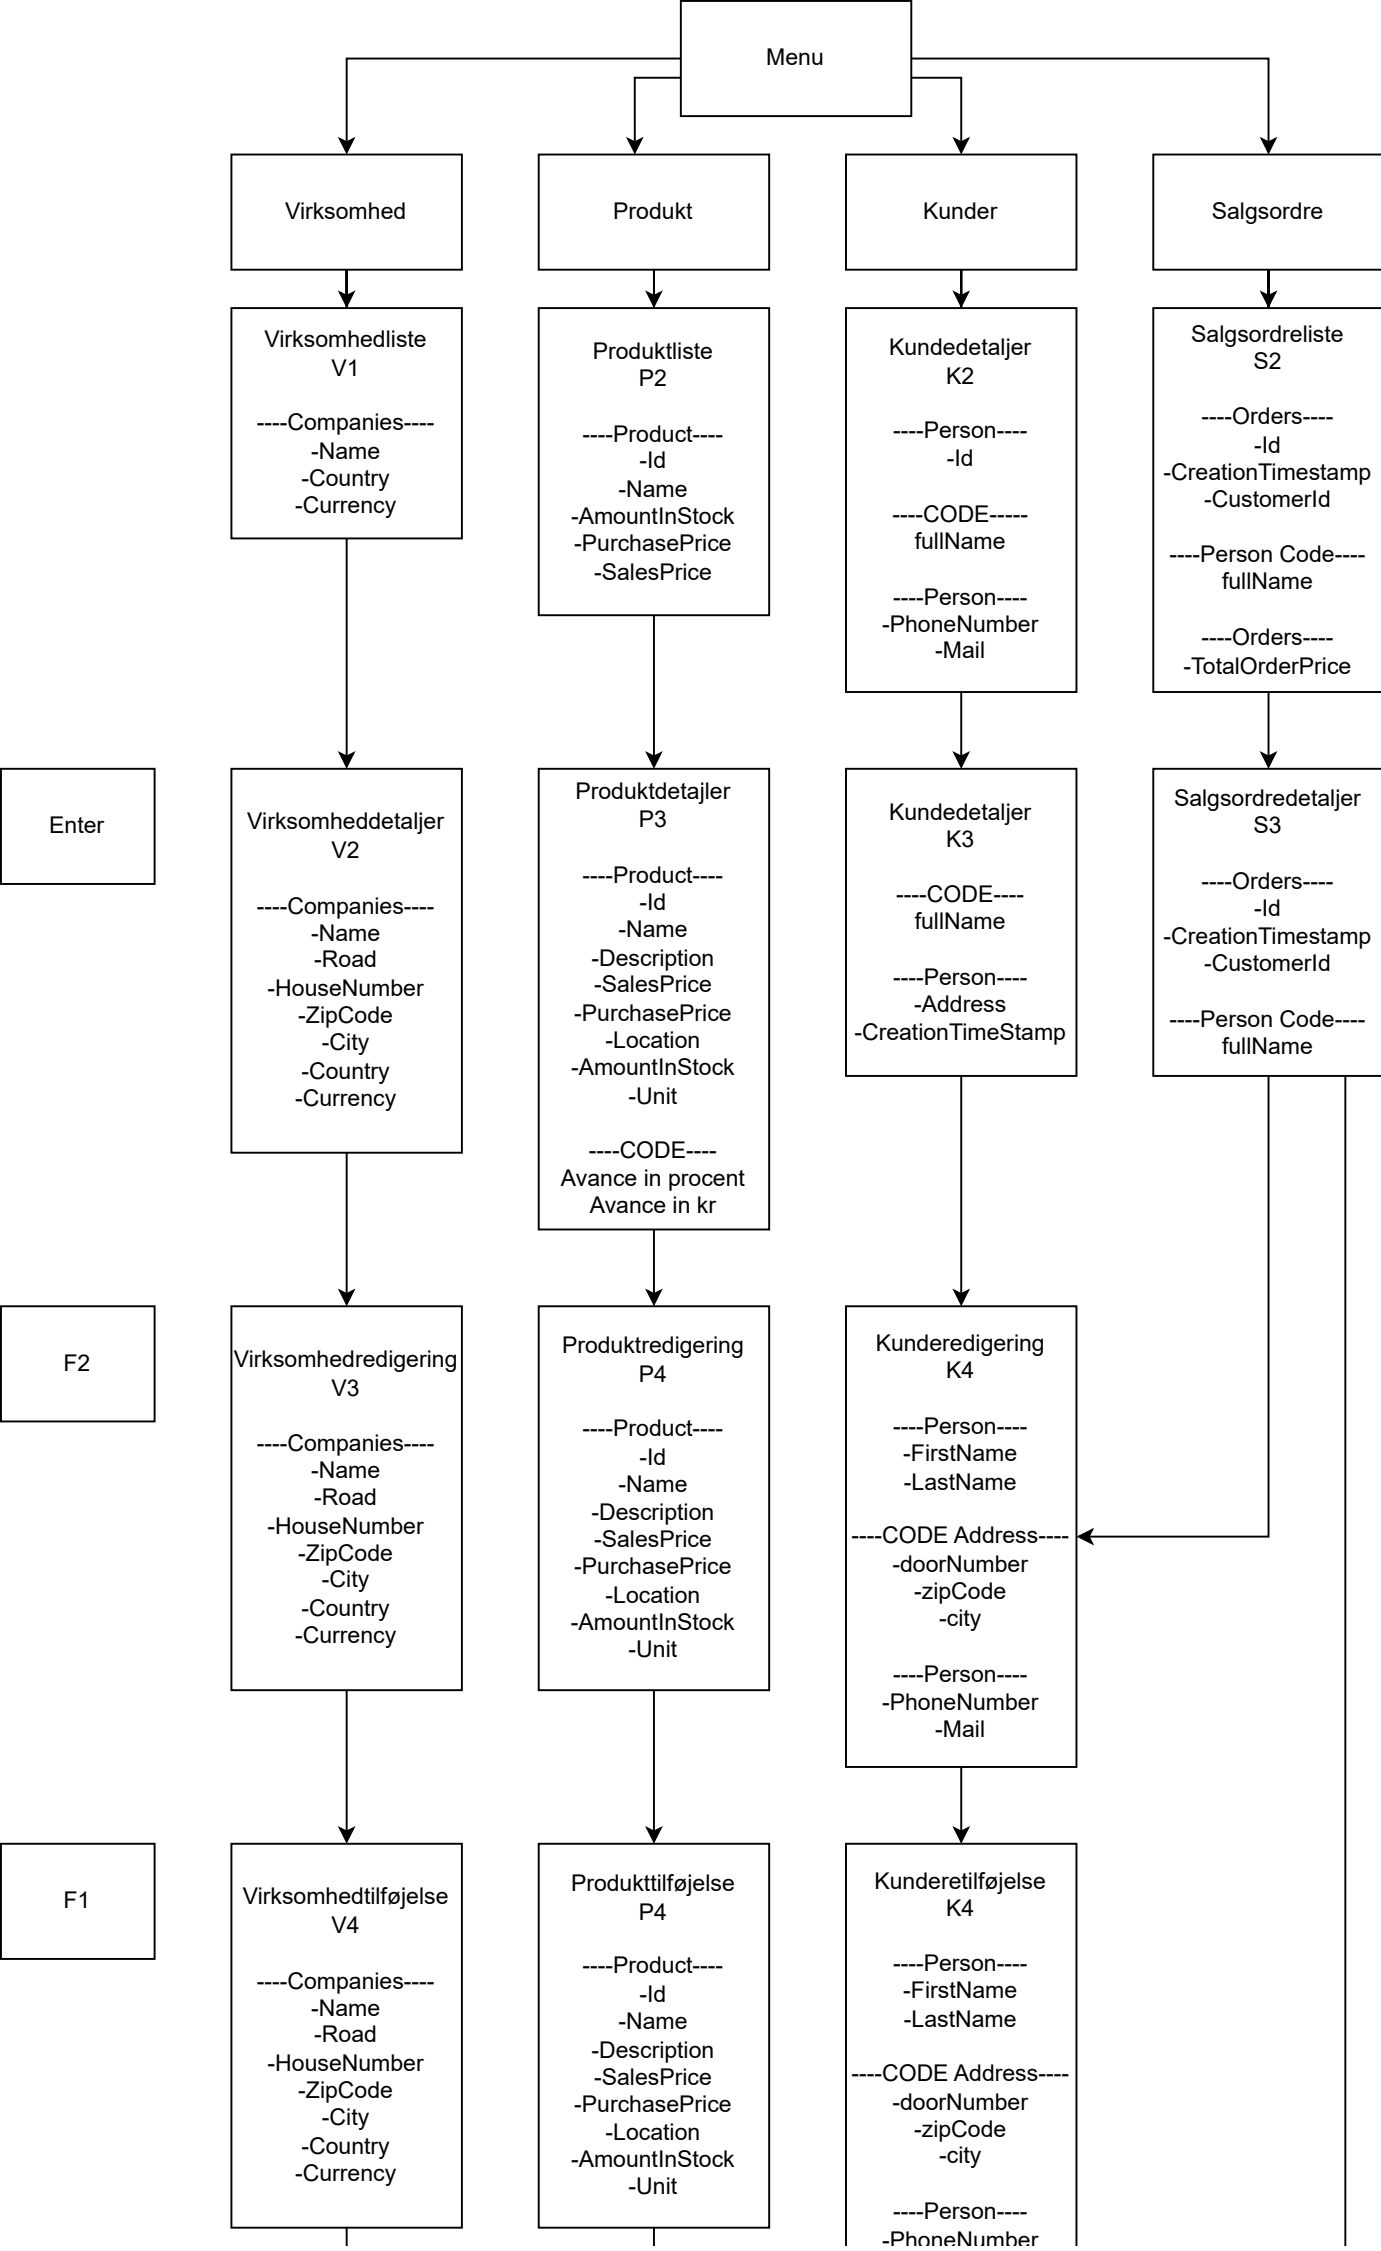 Menu
Virksomhed
Produkt
Kunder
Salgsordre
Virksomhedliste
V1
----Companies----
-Name
-Country
-Currency
Produktliste
P2
----Product----
-Id
-Name
-AmountInStock
-PurchasePrice
-SalesPrice
Kundedetaljer
K2
----Person----
-Id
----CODE-----
fullName
----Person----
-PhoneNumber
-Mail
Salgsordreliste
S2
----Orders----
-Id
-CreationTimestamp
-CustomerId
----Person Code----
fullName
----Orders----
-TotalOrderPrice
Enter
Virksomheddetaljer
V2
----Companies----
-Name
-Road
-HouseNumber
-ZipCode
-City
-Country
-Currency
Produktdetajler
P3
----Product----
-Id
-Name
-Description
-SalesPrice
-PurchasePrice
-Location
-AmountInStock
-Unit
----CODE----
Avance in procent
Avance in kr
Kundedetaljer
K3
----CODE----
fullName
----Person----
-Address
-CreationTimeStamp
Salgsordredetaljer
S3
----Orders----
-Id
-CreationTimestamp
-CustomerId
----Person Code----
fullName
F2
Virksomhedredigering
V3
----Companies----
-Name
-Road
-HouseNumber
-ZipCode
-City
-Country
-Currency
Produktredigering
P4
----Product----
-Id
-Name
-Description
-SalesPrice
-PurchasePrice
-Location
-AmountInStock
-Unit
Kunderedigering
K4
----Person----
-FirstName
-LastName
----CODE Address----
-doorNumber
-zipCode
-city
----Person----
-PhoneNumber
-Mail
F1
Virksomhedtilføjelse
V4
----Companies----
-Name
-Road
-HouseNumber
-ZipCode
-City
-Country
-Currency
Produkttilføjelse
P4
----Product----
-Id
-Name
-Description
-SalesPrice
-PurchasePrice
-Location
-AmountInStock
-Unit
Kunderetilføjelse
K4
----Person----
-FirstName
-LastName
----CODE Address----
-doorNumber
-zipCode
-city
----Person----
-PhoneNumber